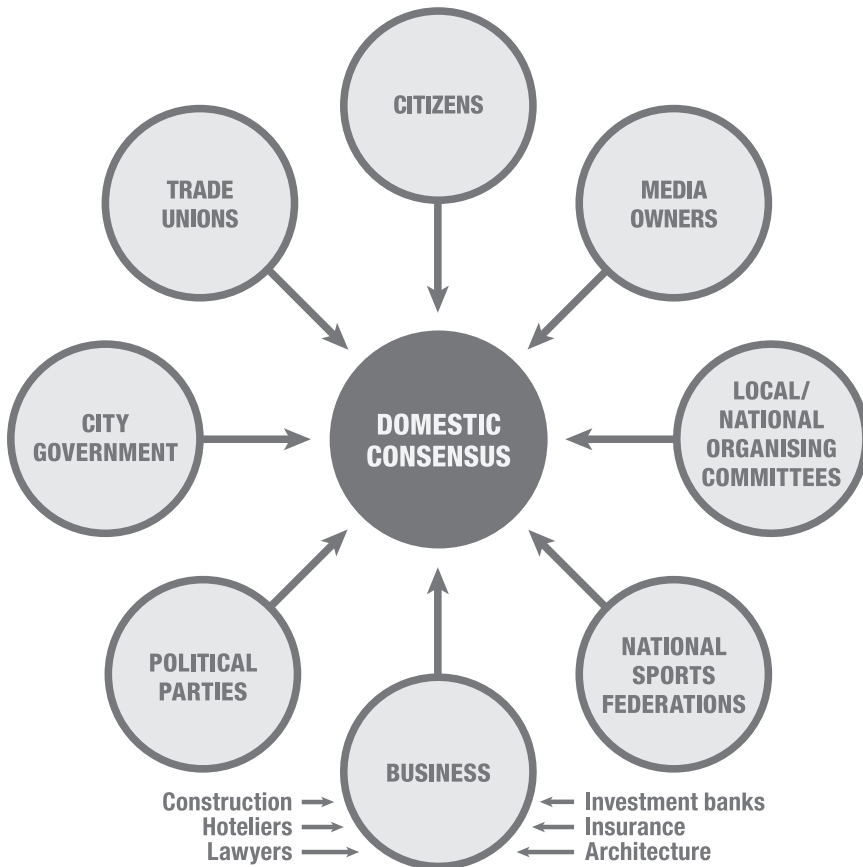 CITIZENS
TRADE
UNIONS
MEDIA
OWNERS
CITY
GOVERNMENT
DOMESTIC
CONSENSUS
LOCAL/
NATIONAL
ORGANISING
COMMITTEES
POLITICAL
PARTIES
NATIONAL
SPORTS
FEDERATIONS
BUSINESS
Construction
Hoteliers
Lawyers
Investment banks
Insurance
Architecture